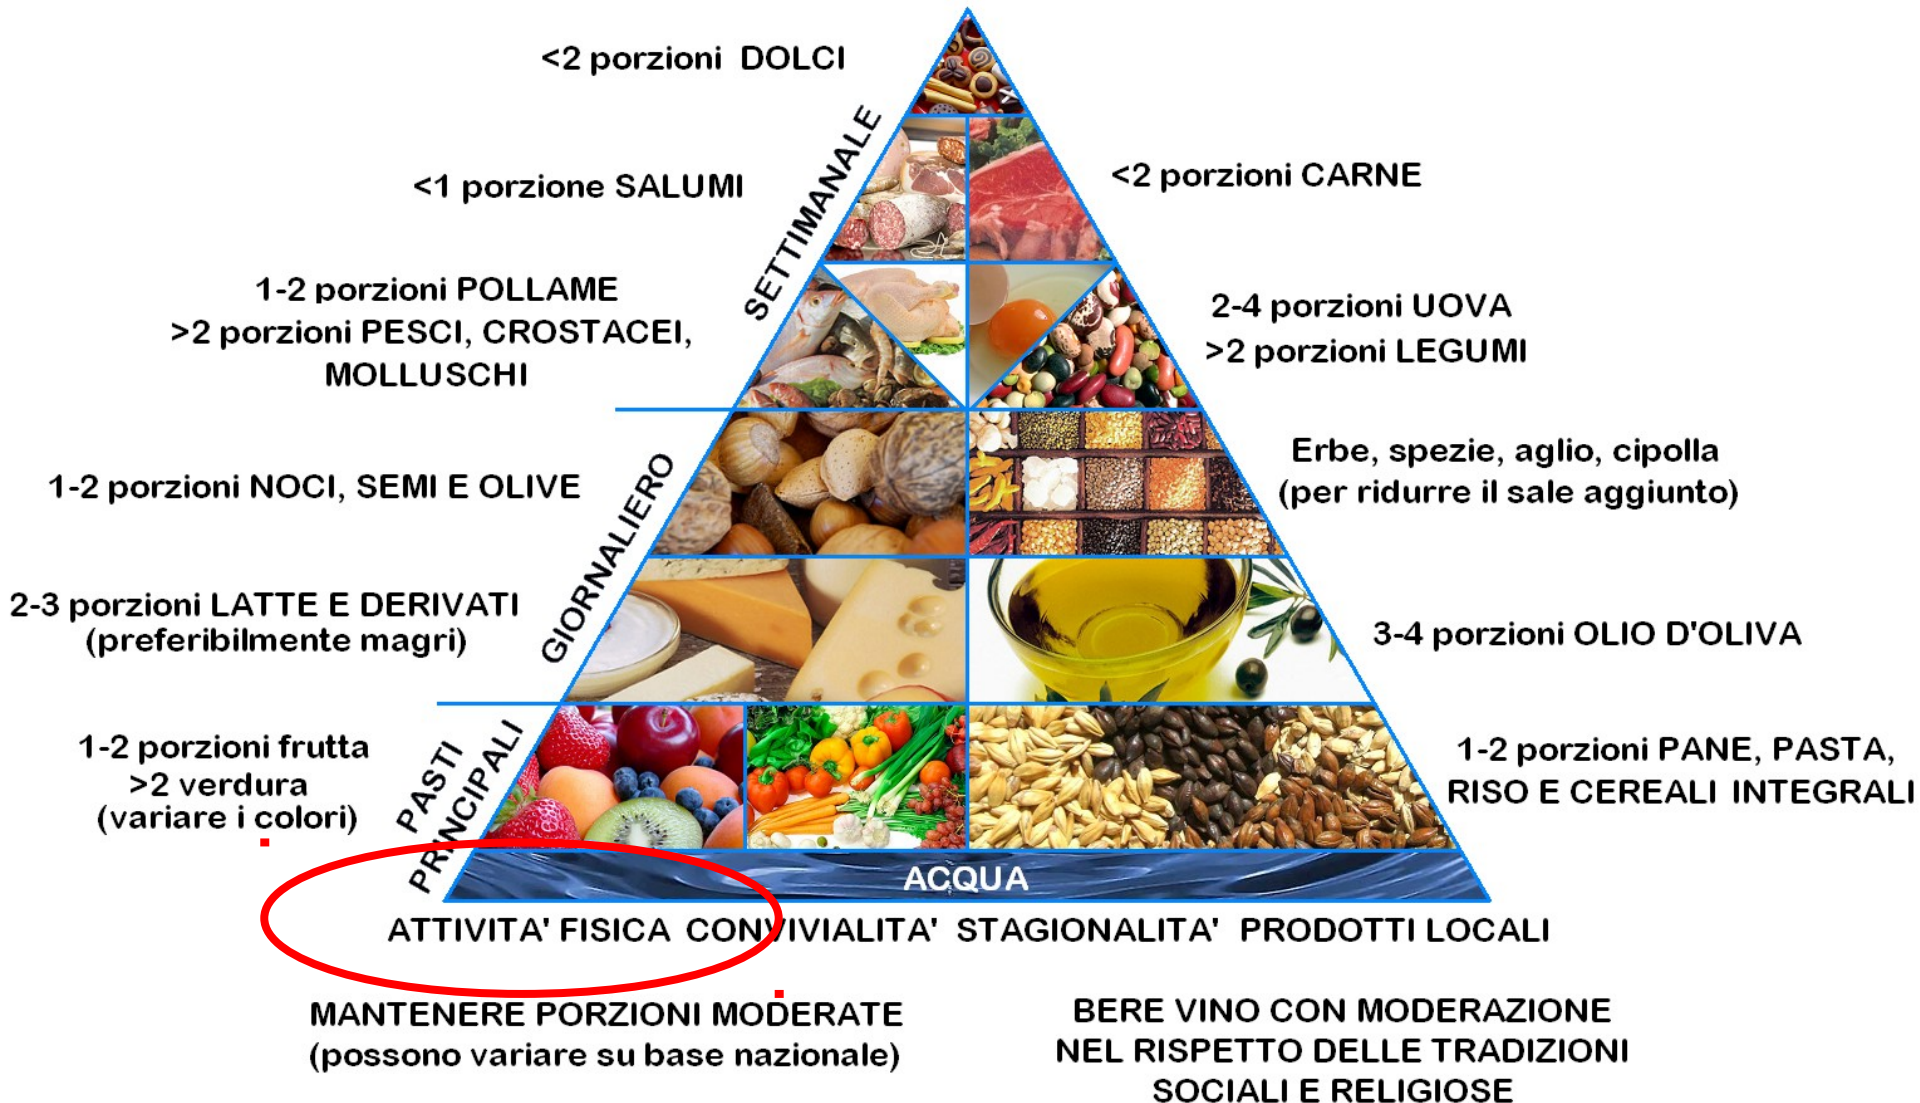 <2 porzioni DOLCI
SETTIMANALE
<1 porzione SALUMI
<2 porzioni CARNE
1-2 porzioni POLLAME
>2 porzioni PESCI, CROSTACEI,
MOLLUSCHI
2-4 porzioni UOVA
>2 porzioni LEGUMI
GIORNALIERO
1-2 porzioni NOCI, SEMI E OLIVE
Erbe, spezie, aglio, cipolla
(per ridurre il sale aggiunto)
2-3 porzioni LATTE E DERIVATI
(preferibilmente magri)
3-4 porzioni OLIO D'OLIVA
PASTI
PRINCIPALI
1-2 porzioni frutta
>2 verdura
(variare i colori)
1-2 porzioni PANE, PASTA,
RISO E CEREALI INTEGRALI
ACQUA
ATTIVITA' FISICA CONVIVIALITA' STAGIONALITA' PRODOTTI LOCALI
MANTENERE PORZIONI MODERATE
(possono variare su base nazionale)
BERE VINO CON MODERAZIONE
NEL RISPETTO DELLE TRADIZIONI
SOCIALI E RELIGIOSE